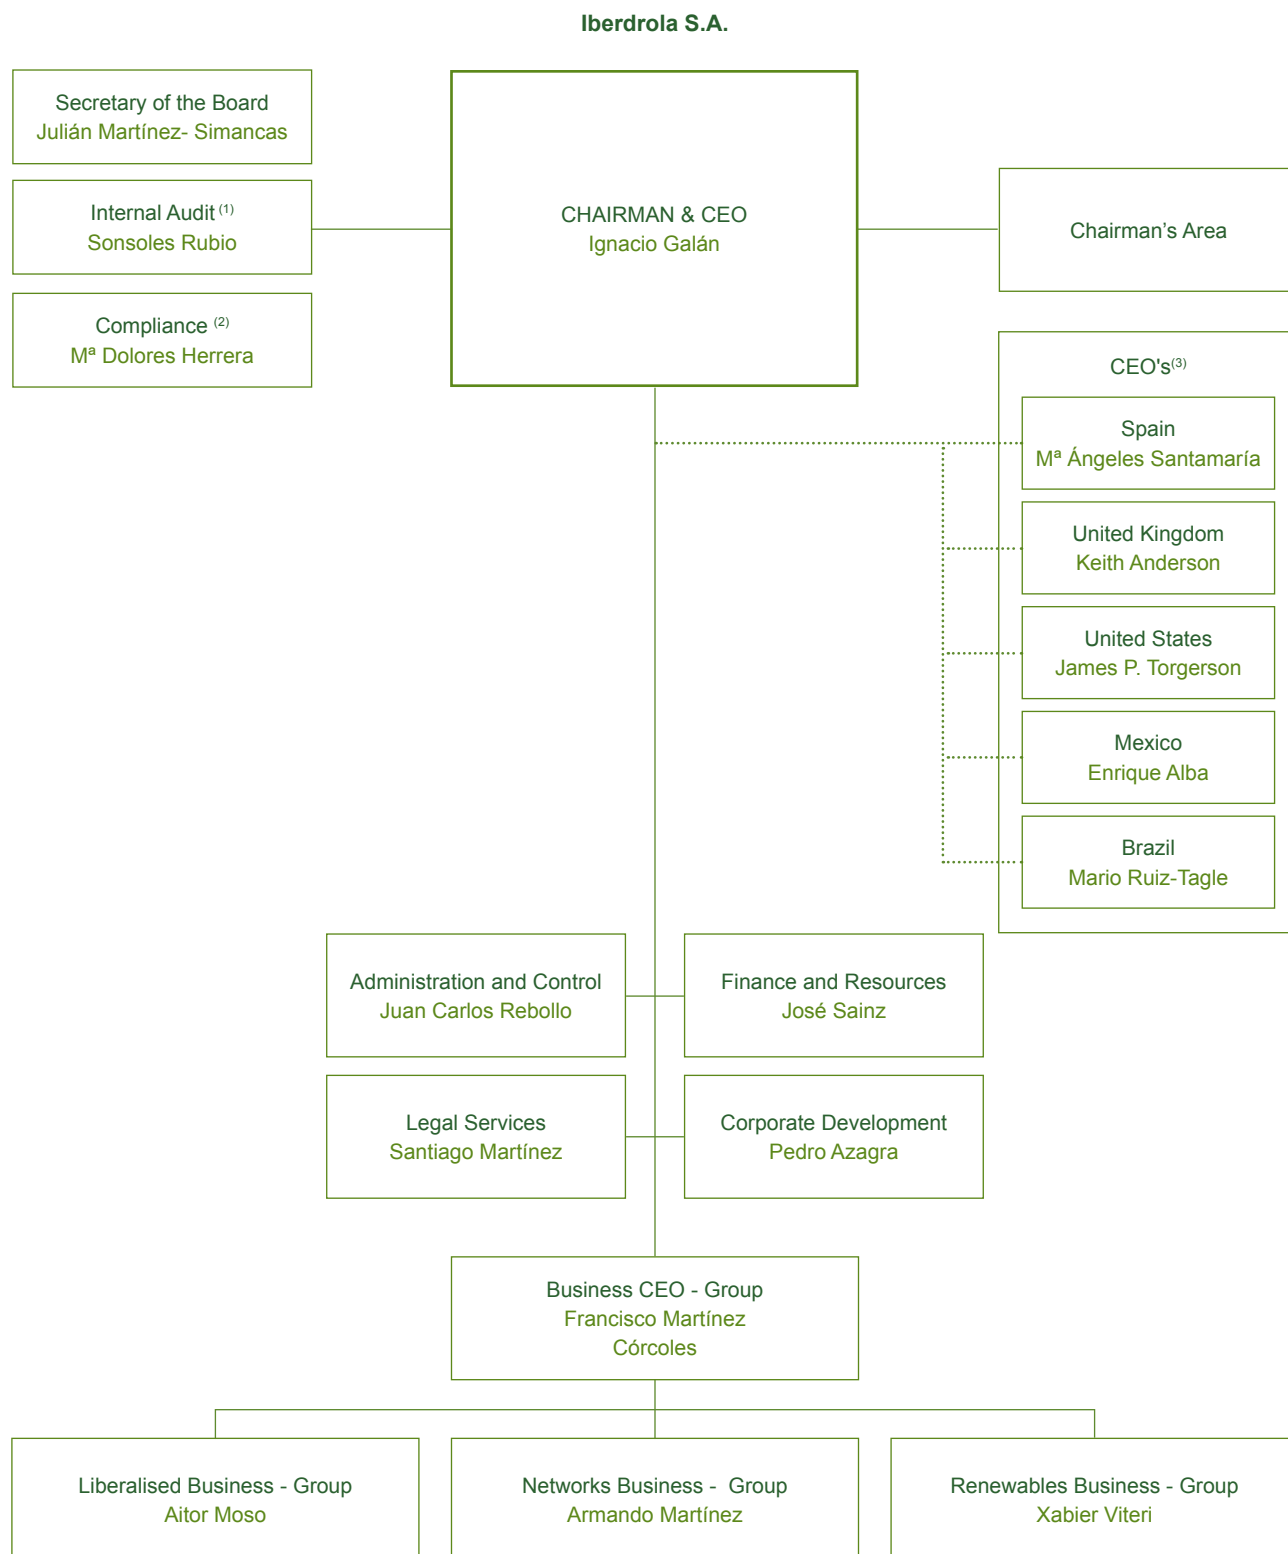 Iberdrola S.A.
Secretary of the Board
Julián Martínez- Simancas
Internal Audit (1)
Sonsoles Rubio
Compliance (2)
Mª Dolores Herrera
CHAIRMAN & CEO
Ignacio Galán
Chairman’s Area
CEO's(3)
Spain
Mª Ángeles Santamaría
United Kingdom
Keith Anderson
United States
James P. Torgerson
Mexico
Enrique Alba
Brazil
Mario Ruiz-Tagle
Administration and Control
Juan Carlos Rebollo
Finance and Resources
José Sainz
Legal Services
Santiago Martínez
Corporate Development
Pedro Azagra
Business CEO - Group
Francisco Martínez
Córcoles
Liberalised Business - Group
Aitor Moso
Networks Business -  Group
Armando Martínez
Renewables Business - Group
Xabier Viteri